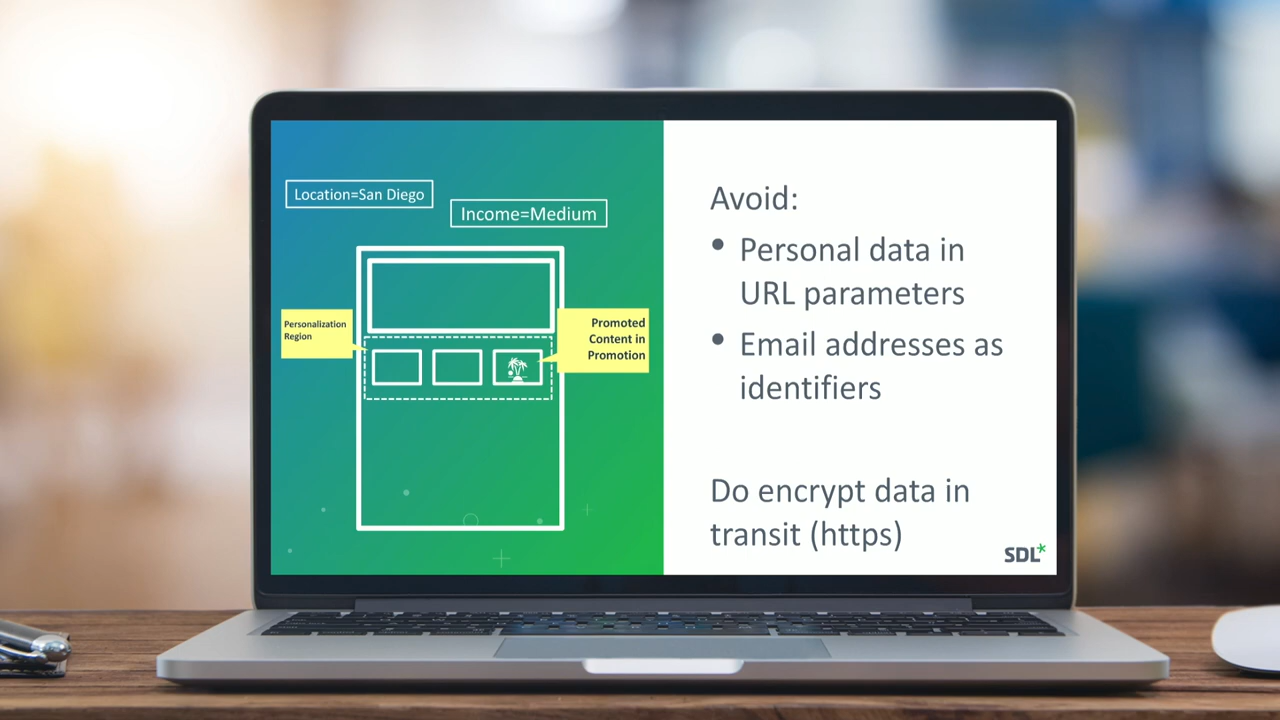 Location=San Diego
Income=Medium
Personalization
Region
Promoted
Content in
Promotion
Avoid:
• Personal data in
URL parameters
• Email addresses as
identifiers
Do encrypt data in
transit (https)
SDL*